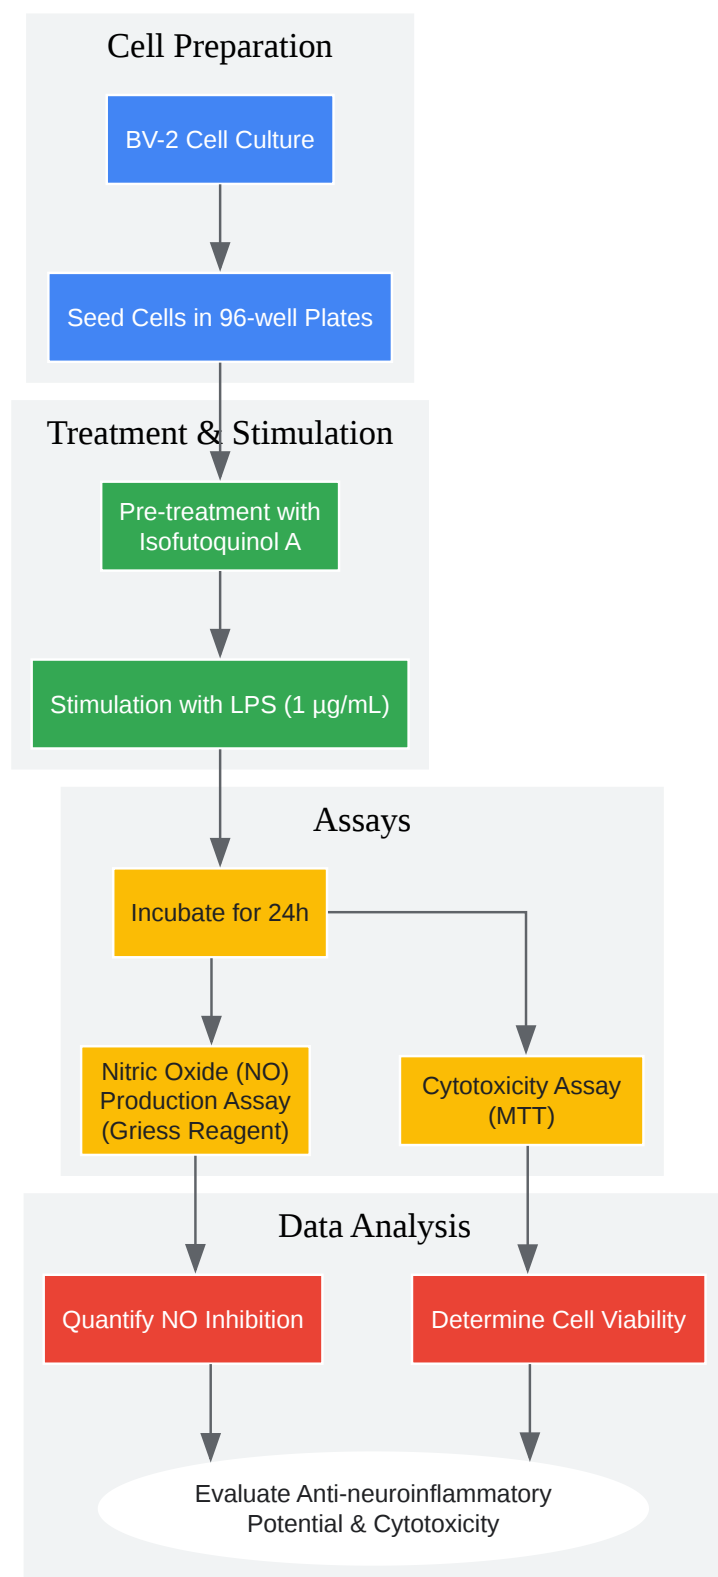 Cell Preparation
BV-2 Cell Culture
Seed Cells in 96-well Plates
Treatment & Stimulation
Pre-treatment with
Isofutoquinol A
Stimulation with LPS (1 µg/mL)
Assays
Incubate for 24h
Nitric Oxide (NO)
Production Assay
(Griess Reagent)
Cytotoxicity Assay
(MTT)
Data Analysis
Quantify NO Inhibition
Determine Cell Viability
Evaluate Anti-neuroinflammatory
Potential & Cytotoxicity